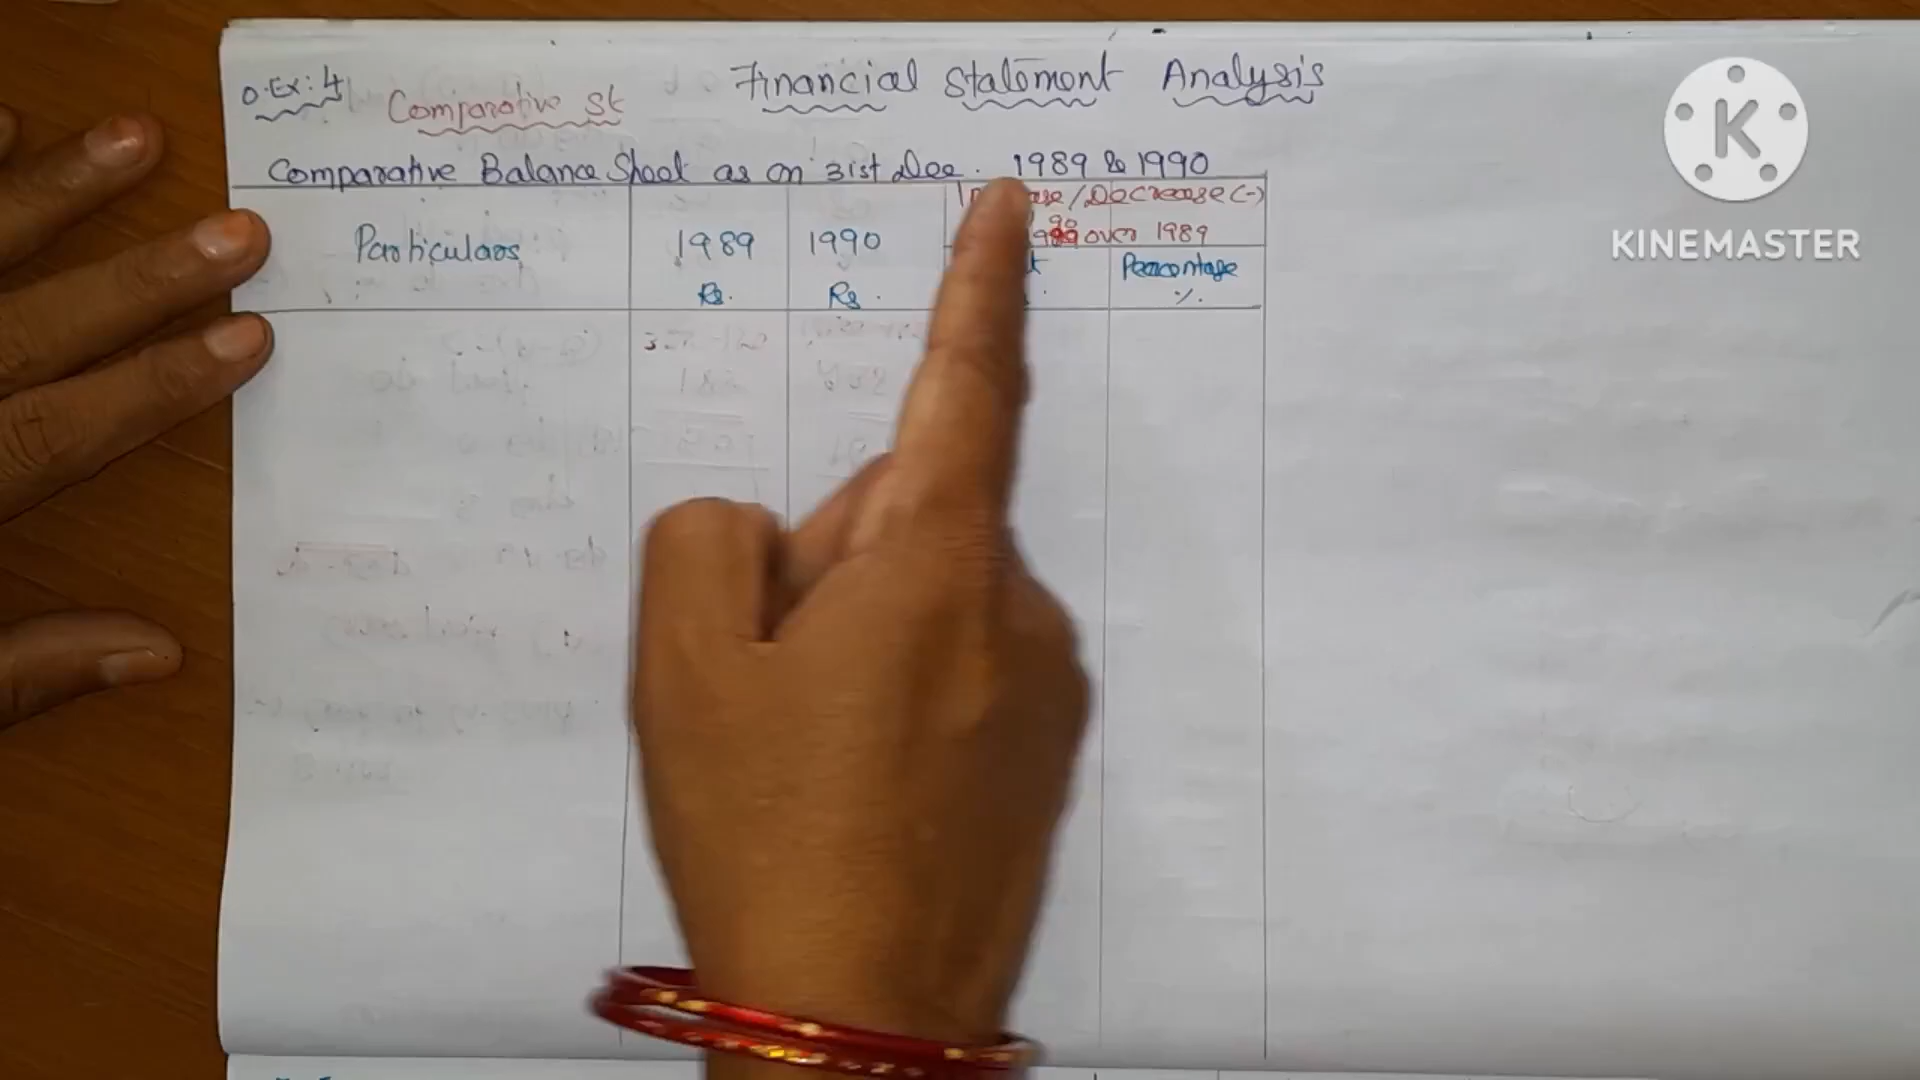 O.Ex:4 Comparative St Financial Statement Analysis
Comparative Balance Sheet as on 31st Dec. 1989 & 1990
/Decrease(-)
90 over 1989
Particulars 1989 1990
Rs. Rs. Percentage
%.
K
KINEMASTER